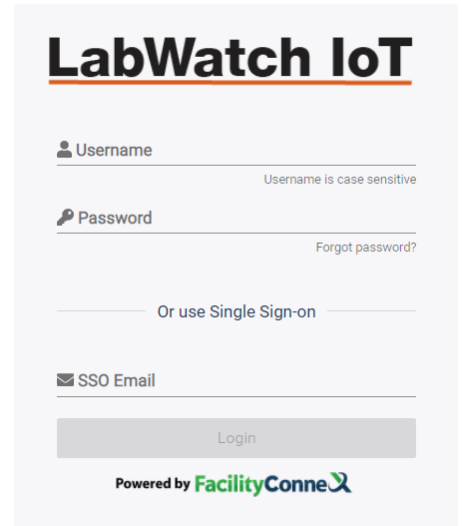 LabWatch IoT
Username
Username is case sensitive
Password
Forgot password?
Or use Single Sign-on
SSO Email
Login
Powered by FacilityConneX